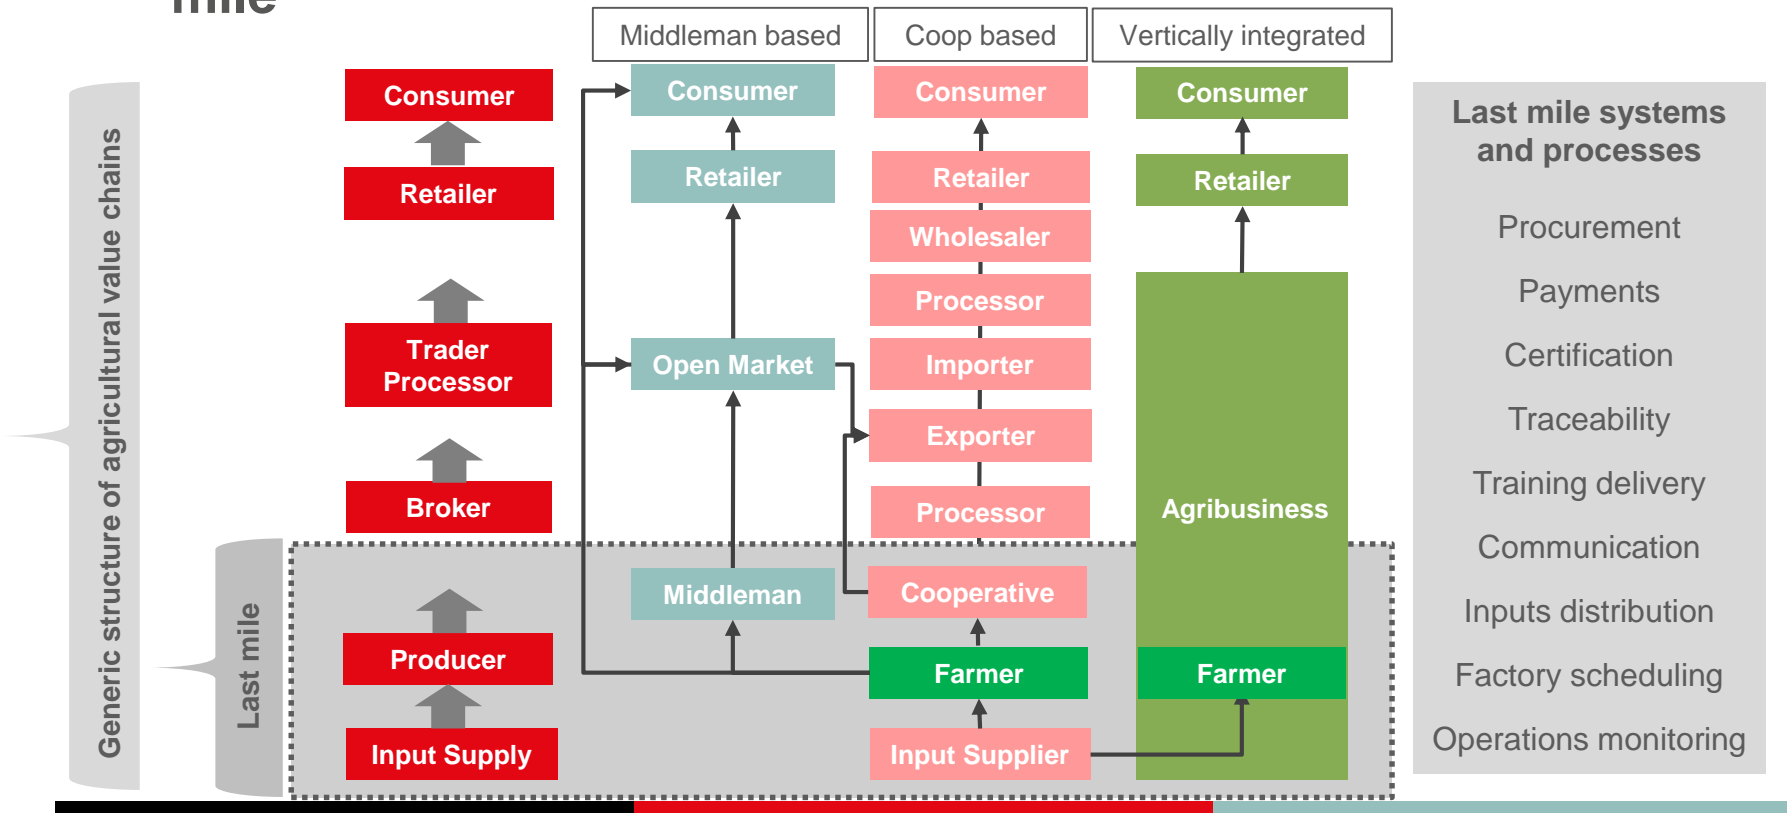 mile
Middleman based
Coop based
Vertically integrated
Generic structure of agricultural value chains
Last mile
Consumer
Retailer
Trader
Processor
Broker
Producer
Input Supply
Consumer
Retailer
Open Market
Middleman
Consumer
Retailer
Wholesaler
Processor
Importer
Exporter
Processor
Cooperative
Farmer
Input Supplier
Consumer
Retailer
Agribusiness
Farmer
Last mile systems
and processes
Procurement
Payments
Certification
Traceability
Training delivery
Communication
Inputs distribution
Factory scheduling
Operations monitoring